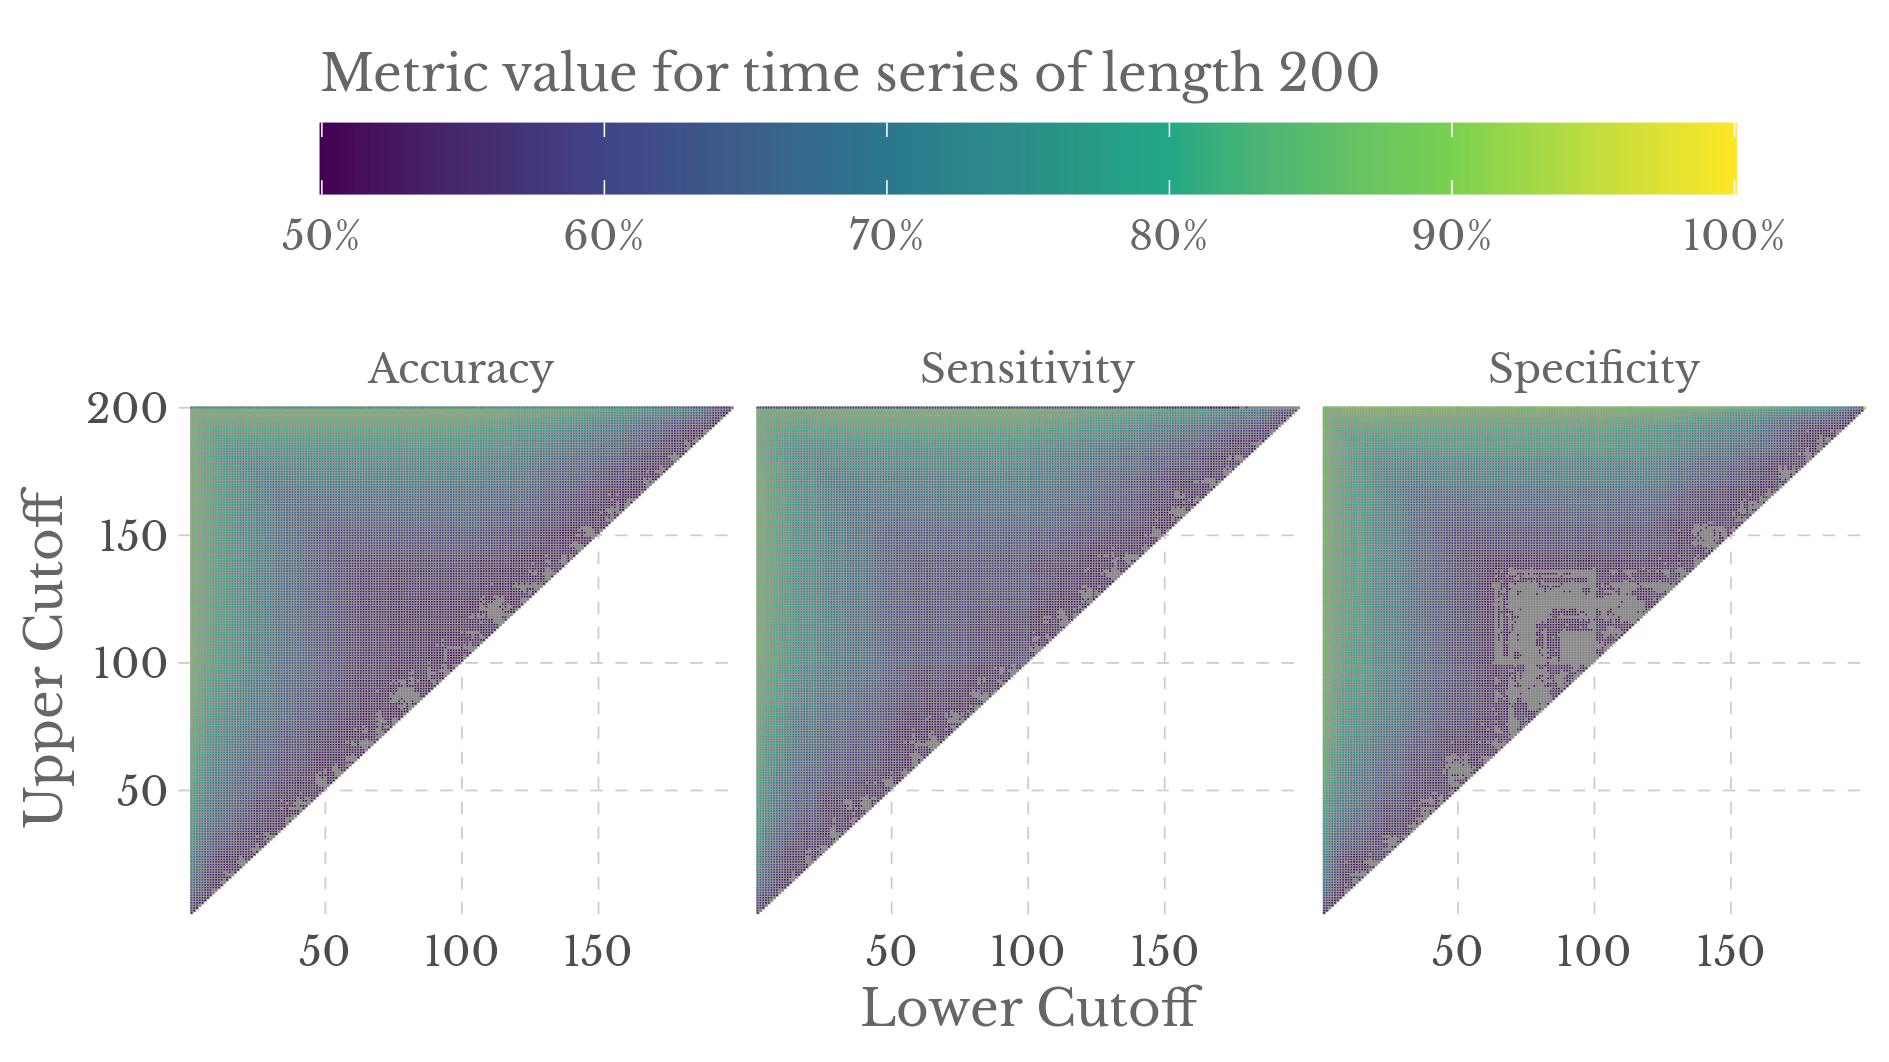 Metric value for time series of length 200
50% 60% 70% 80% 90% 100%
Accuracy Sensitivity Specificity
200
150
100
50
Upper Cutoff
50 100 150 50 100 150 50 100 150
Lower Cutoff